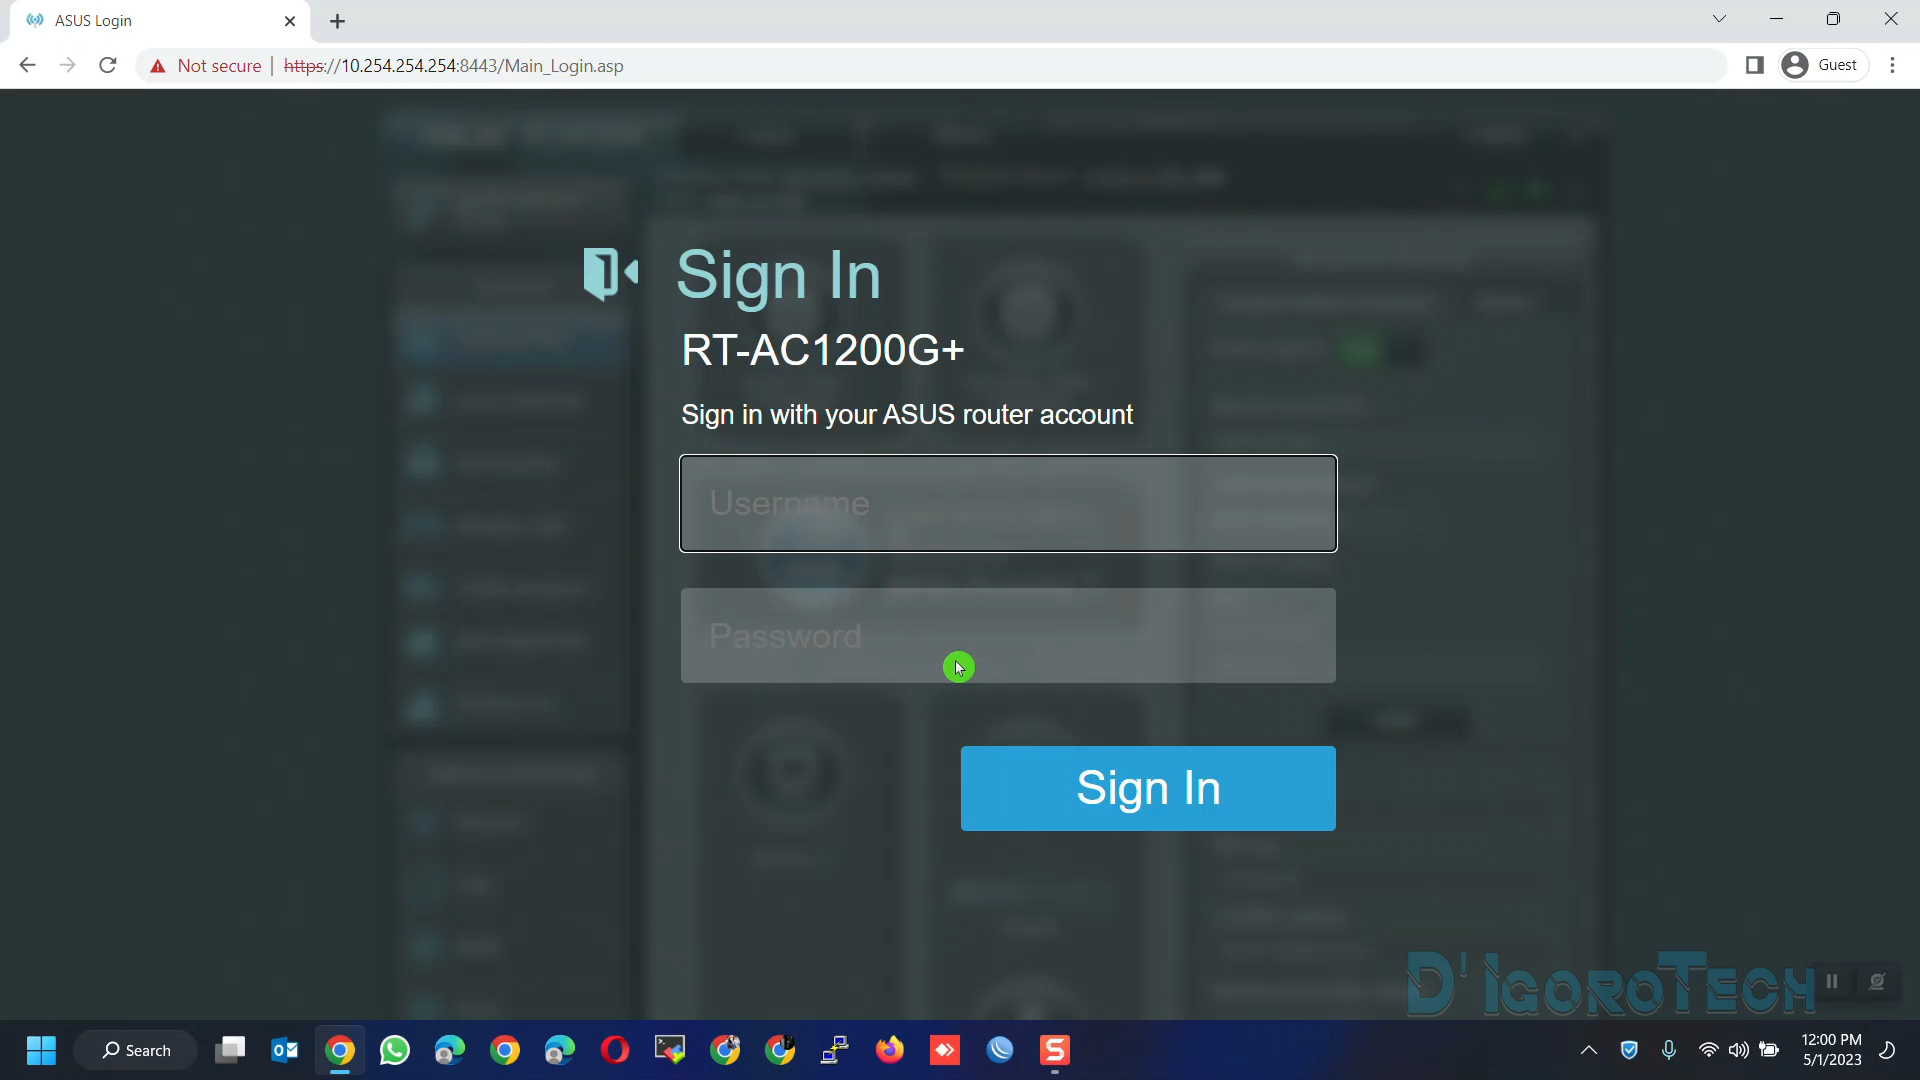 ASUS Login
Not secure | https://10.254.254.254:8443/Main_Login.asp
Guest
Sign In
RT-AC1200G+
Sign in with your ASUS router account
Username
Password
Sign In
D' IGOROTECH
Search
12:00 PM
5/1/2023